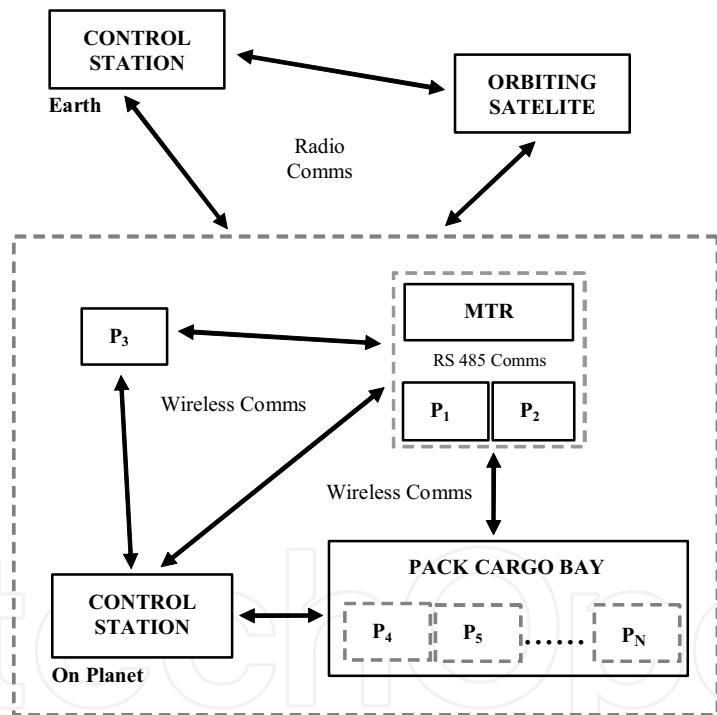 CONTROL
STATION
Earth
ORBITING
SATELITE
Radio
Comms
MTR
RS 485 Comms
P3
P1
P2
Wireless Comms
Wireless Comms
PACK CARGO BAY
P4
P5
......
PN
CONTROL
STATION
On Planet
techOpe